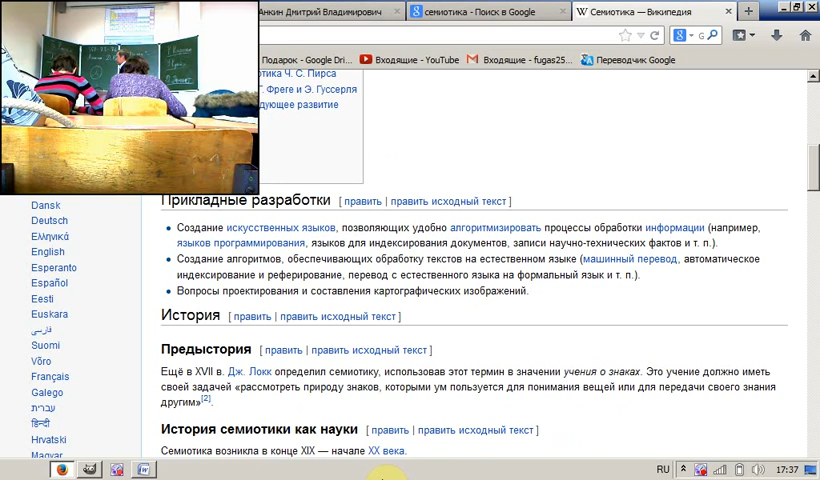 Анкин Дмитрий Владимирович
семиотика - Поиск в Google
W Семиотика — Википедия
Подарок - Google Dri...
Входящие - YouTube
Входящие - fugas25...
Переводчик Google
отика Ч. С. Пирса
Г. Фреге и Э. Гуссерля
дующее развитие
Прикладные разработки [ править | править исходный текст ]
Создание искусственных языков, позволяющих удобно алгоритмизировать процессы обработки информации (например,
языков программирования, языков для индексирования документов, записи научно-технических фактов и т. п.).
Создание алгоритмов, обеспечивающих обработку текстов на естественном языке (машинный перевод, автоматическое
индексирование и реферирование, перевод с естественного языка на формальный язык и т. п.).
Вопросы проектирования и составления картографических изображений.
История [ править | править исходный текст ]
Предыстория [ править | править исходный текст ]
Ещё в XVII в. Дж. Локк определил семиотику, использовав этот термин в значении учения о знаках. Это учение должно иметь
своей задачей «рассмотреть природу знаков, которыми ум пользуется для понимания вещей или для передачи своего знания
другим»[2].
История семиотики как науки [ править | править исходный текст ]
Семиотика возникла в конце XIX — начале XX века.
Dansk
Deutsch
Ελληνικά
English
Esperanto
Español
Eesti
Euskara
فارسی
Suomi
Võro
Français
Galego
עברית
हिन्दी
Hrvatski
Magyar
RU
17:37